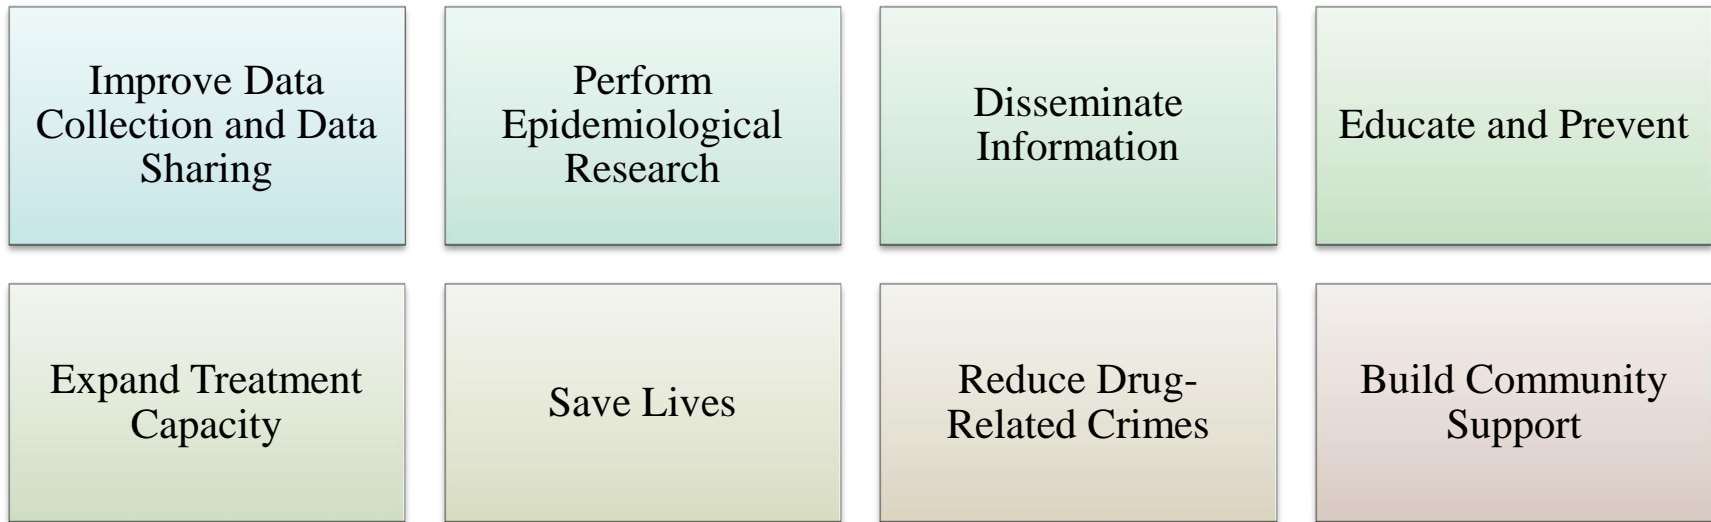 Improve Data
Collection and Data
Sharing
Perform
Epidemiological
Research
Disseminate
Information
Educate and Prevent
Expand Treatment
Capacity
Save Lives
Reduce Drug-
Related Crimes
Build Community
Support